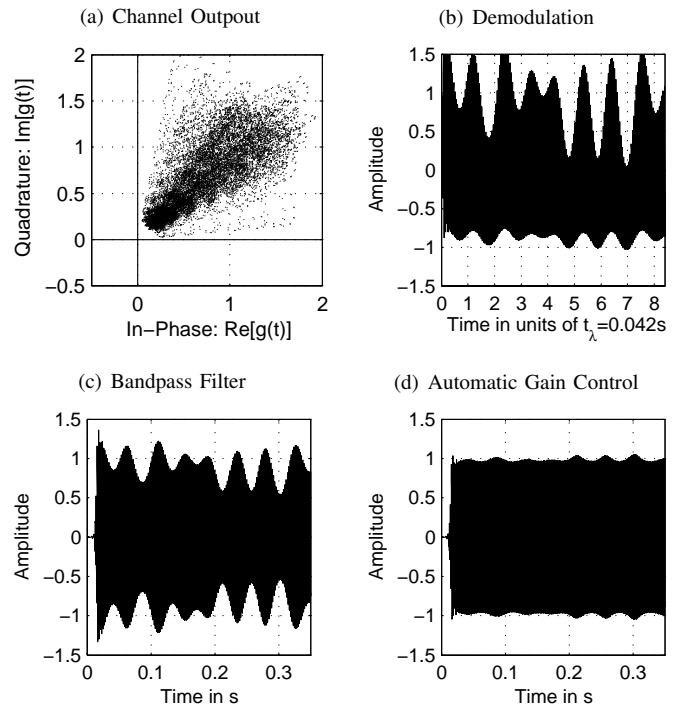 (a) Channel Outpout
(b) Demodulation
2
1.5
1
0.5
0
−0.5
Quadrature: Im[g(t)]
0
1
2
In−Phase: Re[g(t)]
1.5
1
0.5
0
−0.5
−1
−1.5
Amplitude
0 1 2 3 4 5 6 7 8
Time in units of tλ=0.042s
(c) Bandpass Filter
(d) Automatic Gain Control
1.5
1
0.5
0
−0.5
−1
−1.5
Amplitude
0 0.1 0.2 0.3
Time in s
1.5
1
0.5
0
−0.5
−1
−1.5
Amplitude
0 0.1 0.2 0.3
Time in s